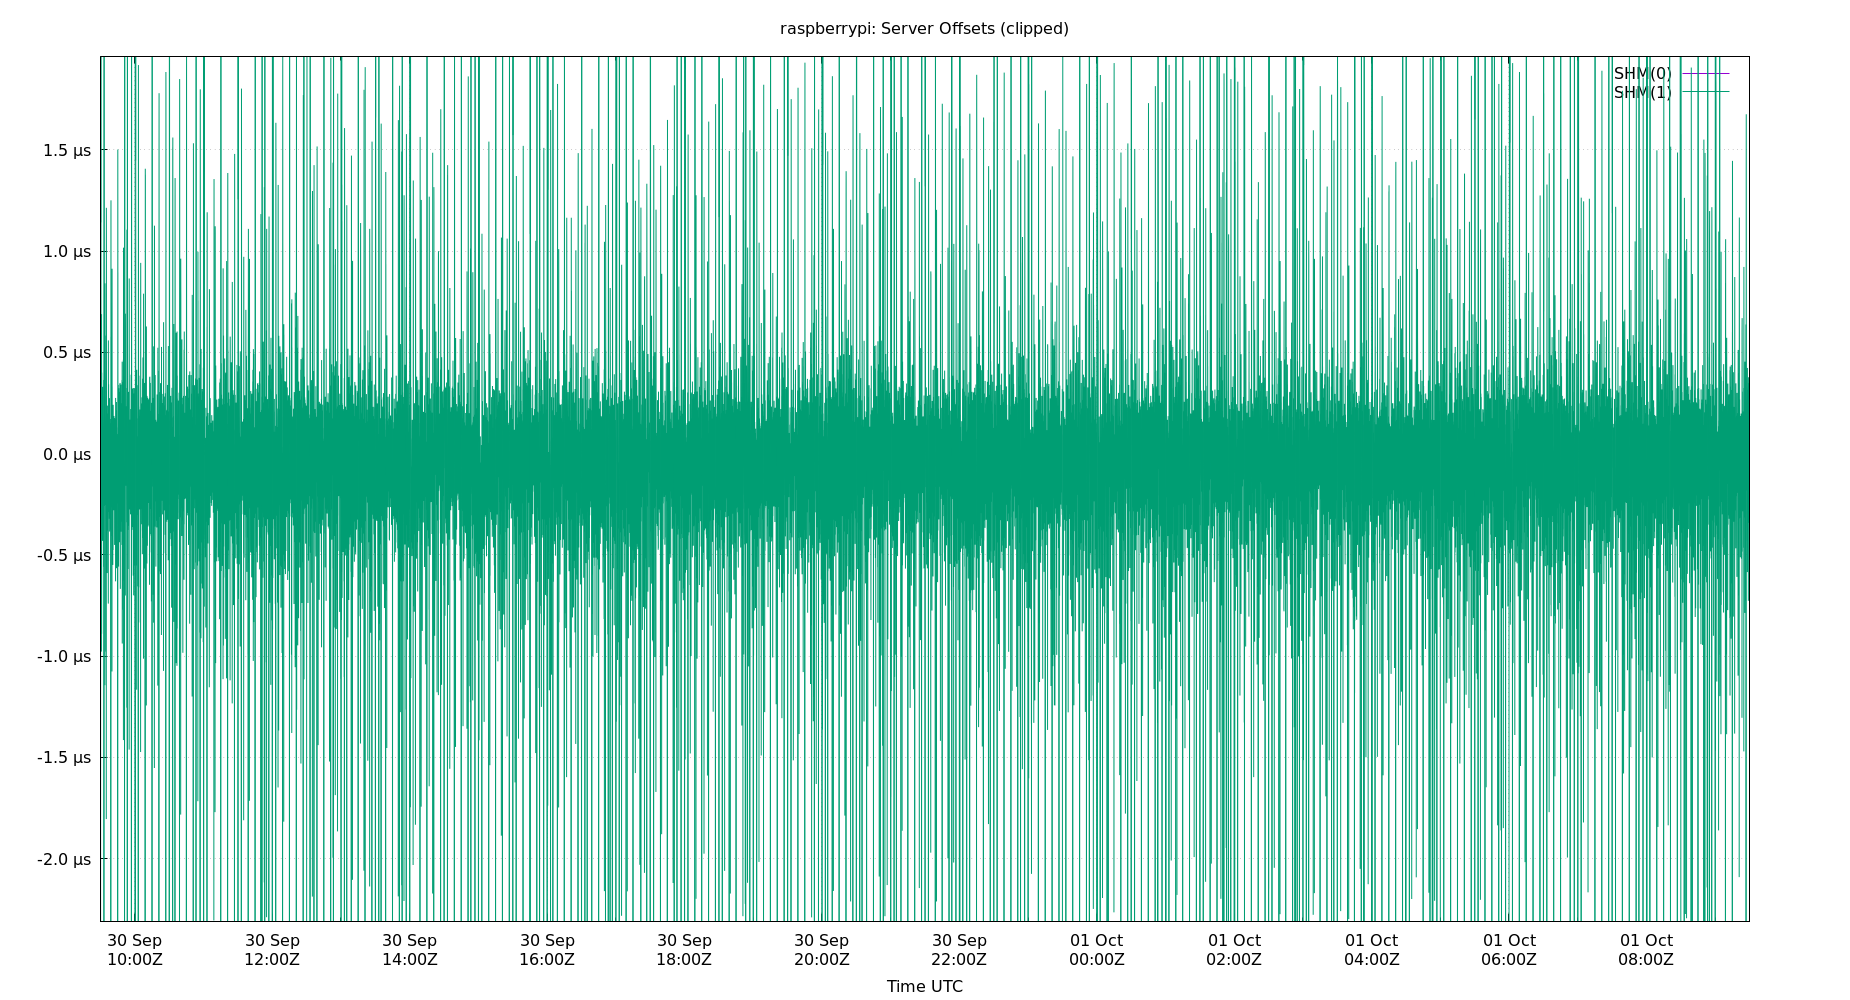 raspberrypi: Server Offsets (clipped)
SHM(0)
SHM(1)
1.5 µs
1.0 µs
0.5 µs
0.0 µs
-0.5 µs
-1.0 µs
-1.5 µs
-2.0 µs
30 Sep 30 Sep 30 Sep 30 Sep 30 Sep 30 Sep 30 Sep 01 Oct 01 Oct 01 Oct 01 Oct 01 Oct
10:00Z 12:00Z 14:00Z 16:00Z 18:00Z 20:00Z 22:00Z 00:00Z 02:00Z 04:00Z 06:00Z 08:00Z
Time UTC